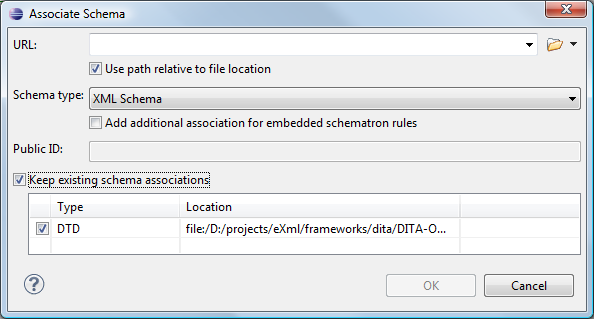 Associate Schema
URL:
Use path relative to file location
Schema type: XML Schema
Add additional association for embedded schematron rules
Public ID:
Keep existing schema associations
Type Location
DTD file:/D:/projects/eXml/frameworks/dita/DITA-O...
? OK Cancel